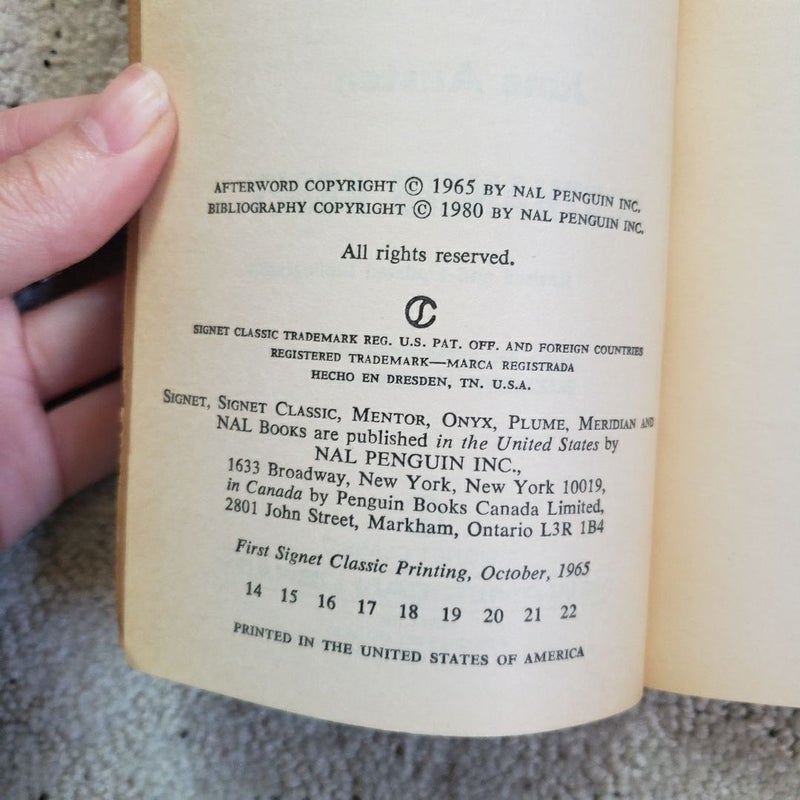 AFTERWORD COPYRIGHT © 1965 BY NAL PENGUIN INC.
BIBLIOGRAPHY COPYRIGHT © 1980 BY NAL PENGUIN INC.
All rights reserved.
SIGNET CLASSIC TRADEMARK REG. U.S. PAT. OFF. AND FOREIGN COUNTRIES
REGISTERED TRADEMARK—MARCA REGISTRADA
HECHO EN DRESDEN, TN. U.S.A.
SIGNET, SIGNET CLASSIC, MENTOR, ONYX, PLUME, MERIDIAN AND
NAL BOOKS are published in the United States by
NAL PENGUIN INC.,
1633 Broadway, New York, New York 10019,
in Canada by Penguin Books Canada Limited,
2801 John Street, Markham, Ontario L3R 1B4
First Signet Classic Printing, October, 1965
14 15 16 17 18 19 20 21 22
PRINTED IN THE UNITED STATES OF AMERICA